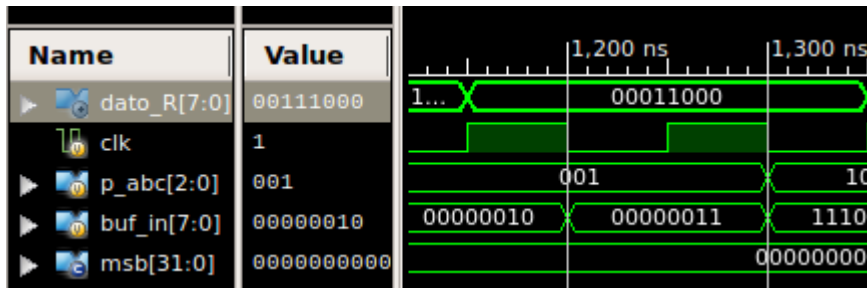 Name Value 1,200 ns 1,300 ns
dato_R[7:0] 00111000 1... 00011000
clk 1
p_abc[2:0] 001 001 10
buf_in[7:0] 00000010 00000010 00000011 1110
msb[31:0] 0000000000 00000000